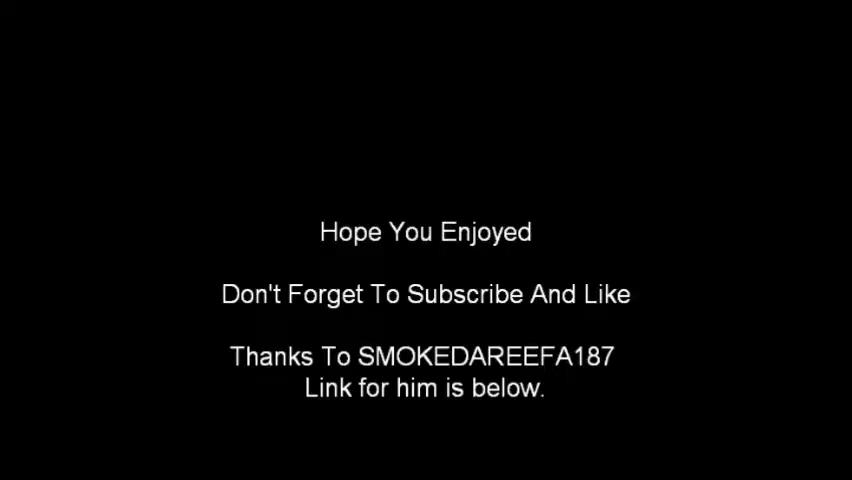 Hope You Enjoyed
Don't Forget To Subscribe And Like
Thanks To SMOKEDAREEFA187
Link for him is below.